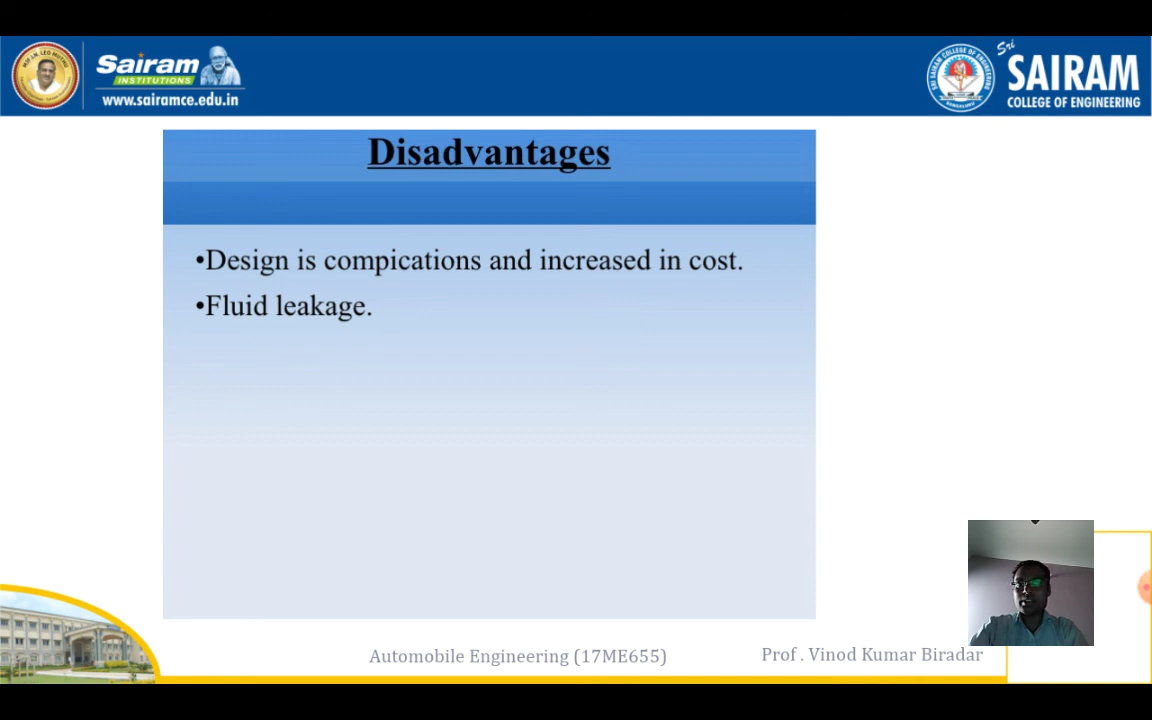 Sairam
INSTITUTIONS
www.sairamce.edu.in
Sri
SAIRAM
COLLEGE OF ENGINEERING
Disadvantages
•Design is compications and increased in cost.
•Fluid leakage.
Automobile Engineering (17ME655)
Prof . Vinod Kumar Biradar